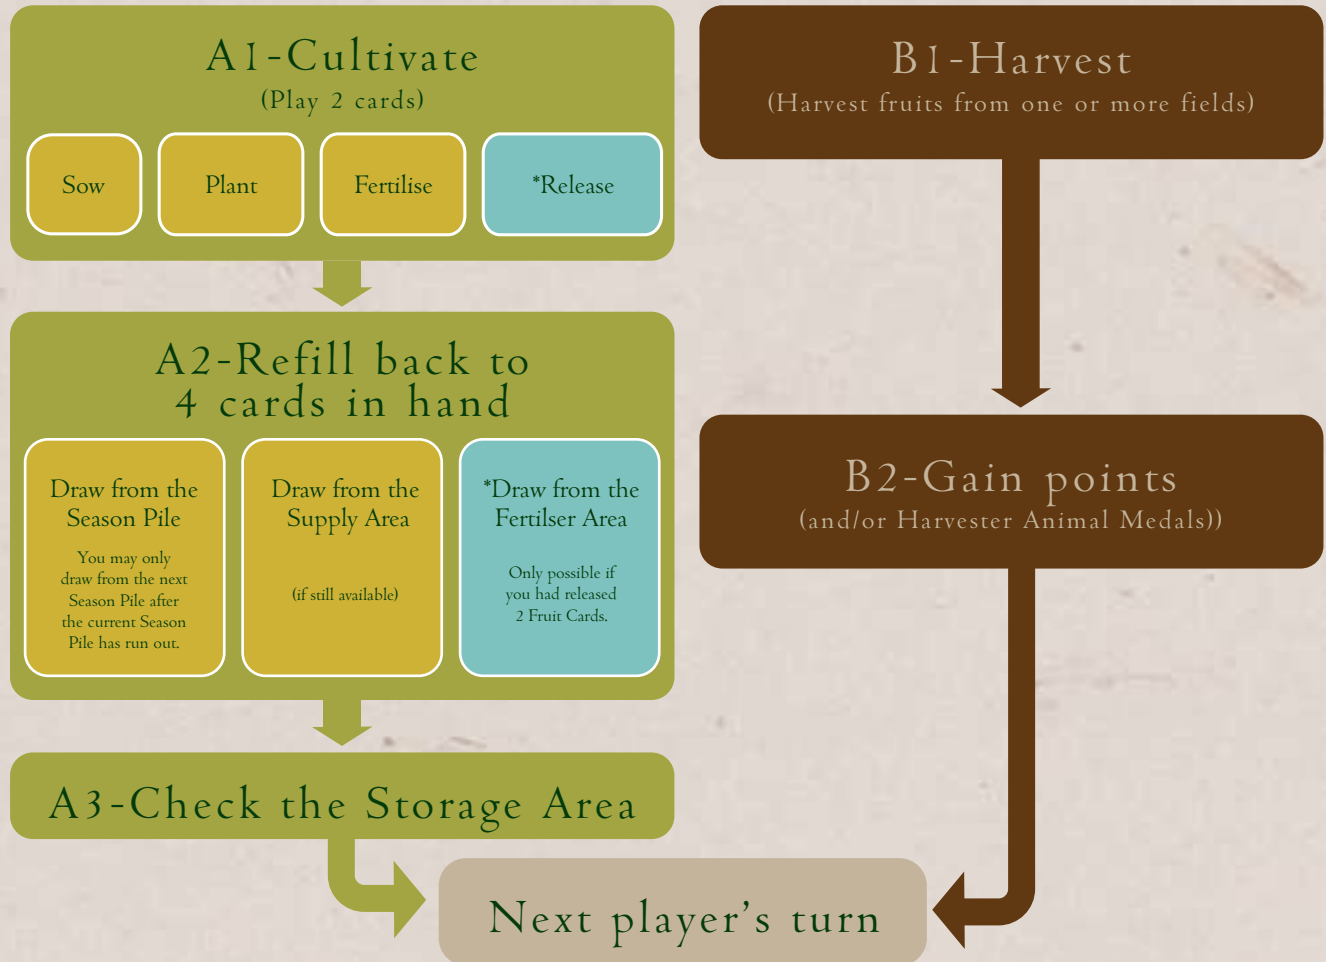 A1-Cultivate
(Play 2 cards)
Sow
Plant
Fertilise
*Release
A2-Refill back to
4 cards in hand
Draw from the
Season Pile
You may only
draw from the next
Season Pile after
the current Season
Pile has run out.
Draw from the
Supply Area
(if still available)
*Draw from the
Fertilser Area
Only possible if
you had released
2 Fruit Cards.
A3-Check the Storage Area
B1-Harvest
(Harvest fruits from one or more fields)
B2-Gain points
(and/or Harvester Animal Medals))
Next player's turn